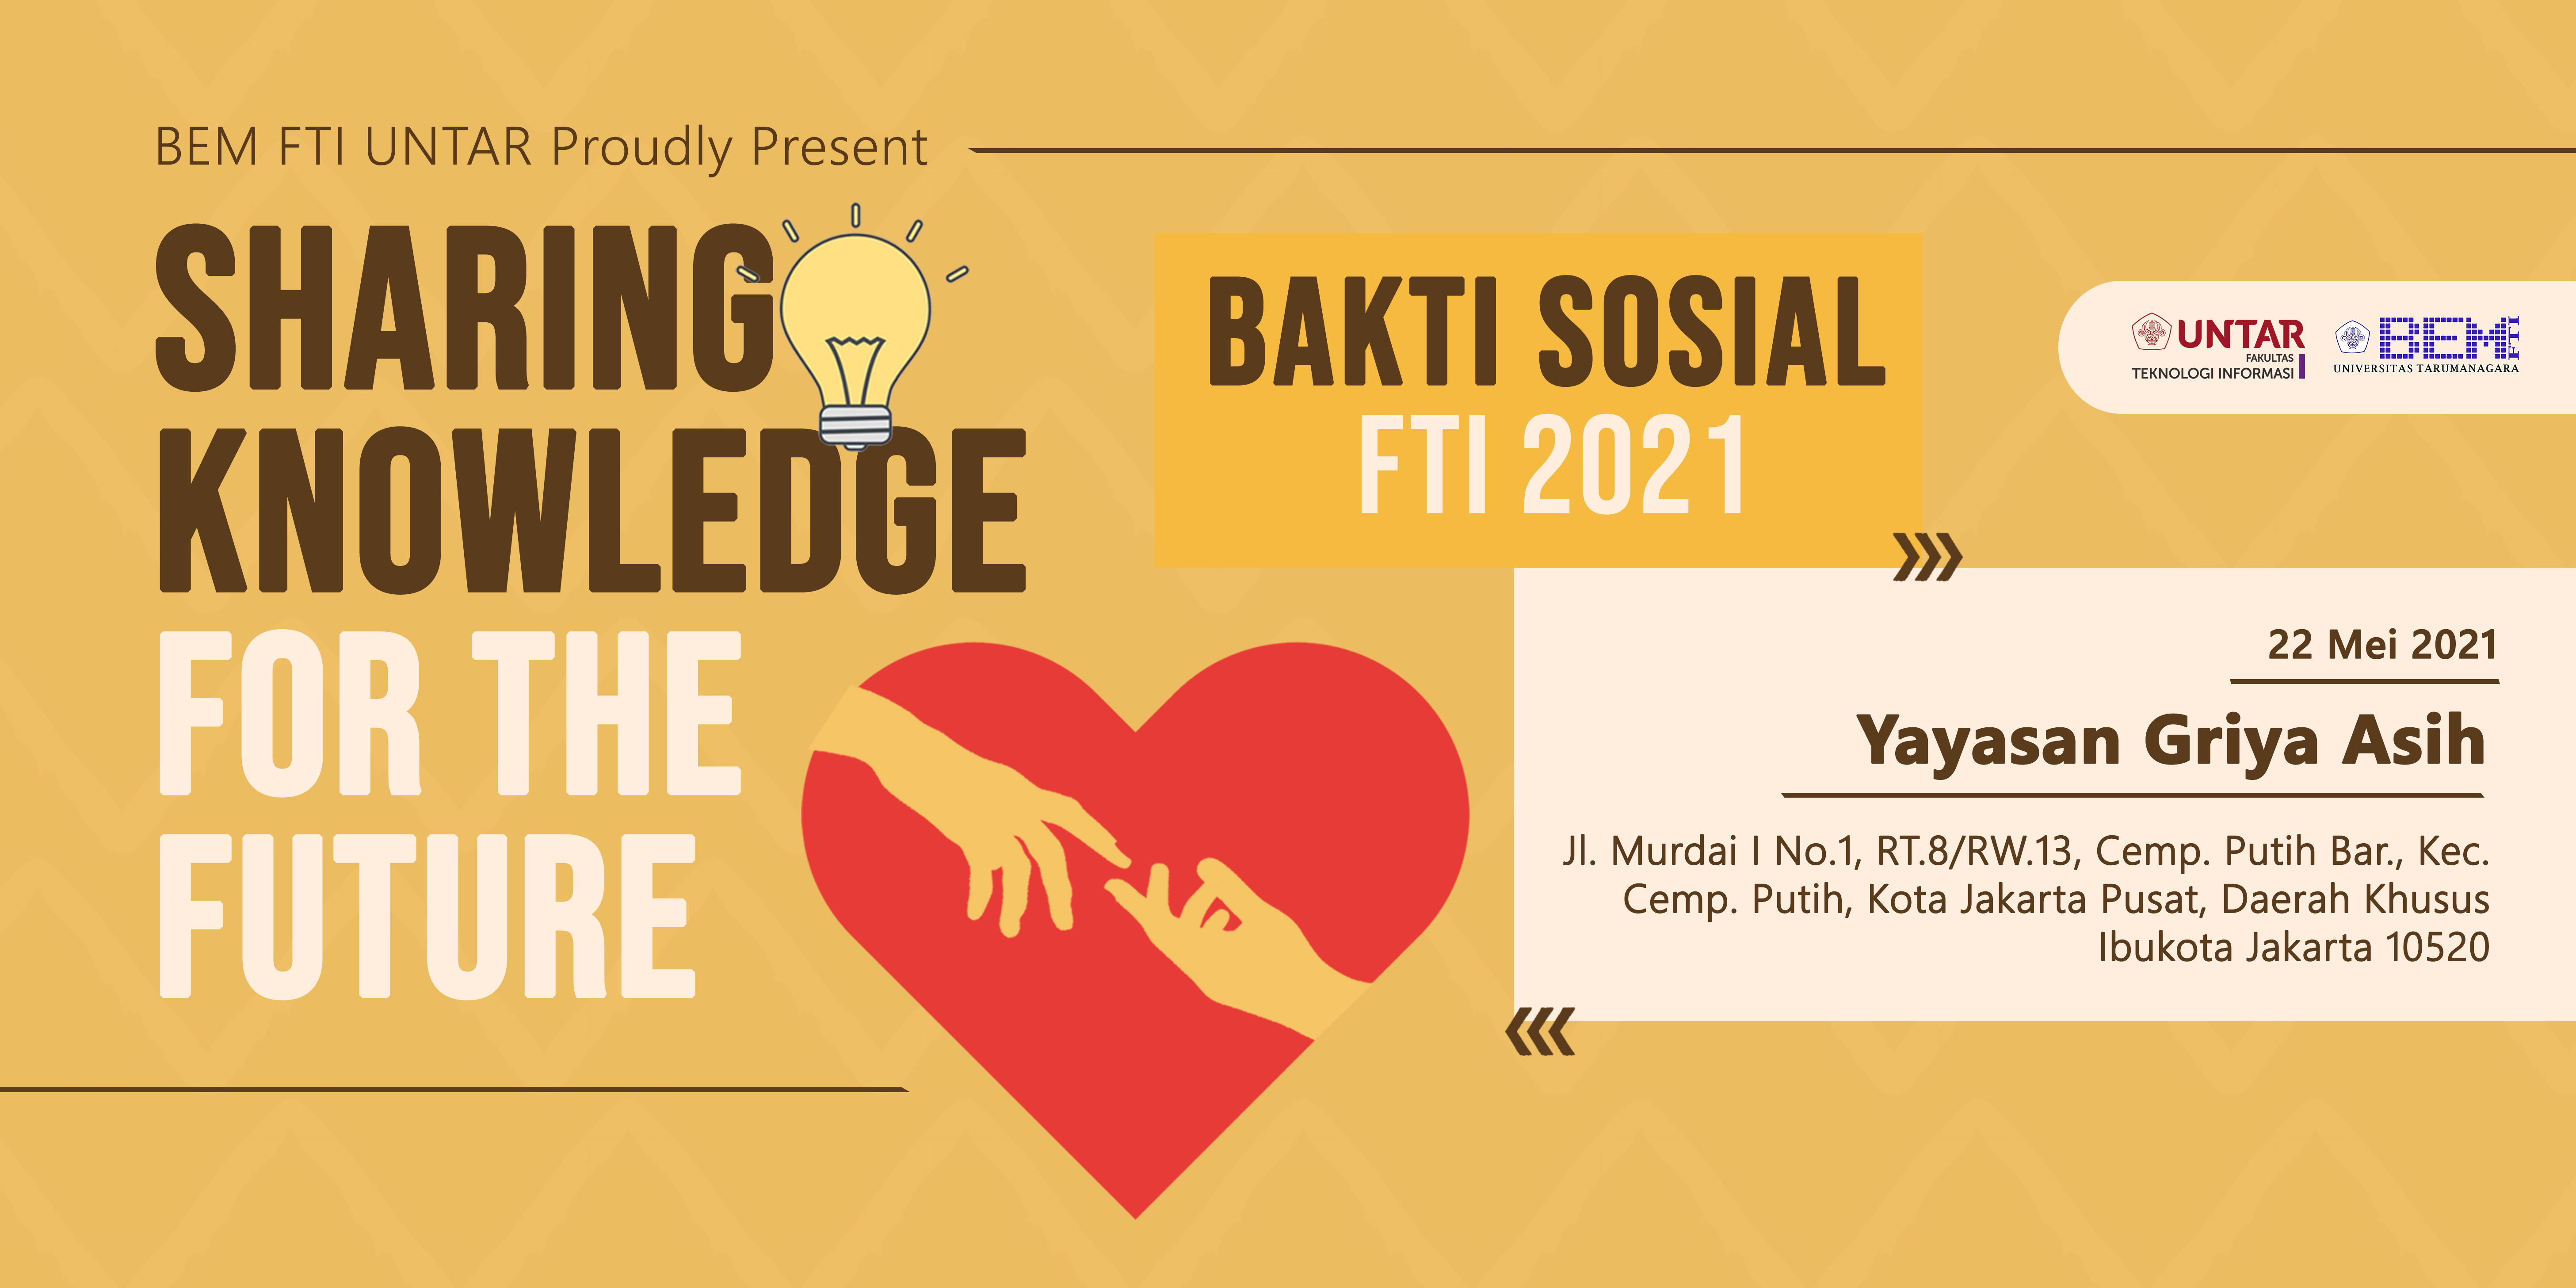 BEM FTI UNTAR Proudly Present
SHARING
KNOWLEDGE
FOR THE
FUTURE
BAKTI SOSIAL
FTI 2021
UNTAR
FAKULTAS
TEKNOLOGI INFORMASI
BEM
FTI
UNIVERSITAS TARUMANAGARA
22 Mei 2021
Yayasan Griya Asih
Jl. Murdai I No.1, RT.8/RW.13, Cemp. Putih Bar., Kec.
Cemp. Putih, Kota Jakarta Pusat, Daerah Khusus
Ibukota Jakarta 10520